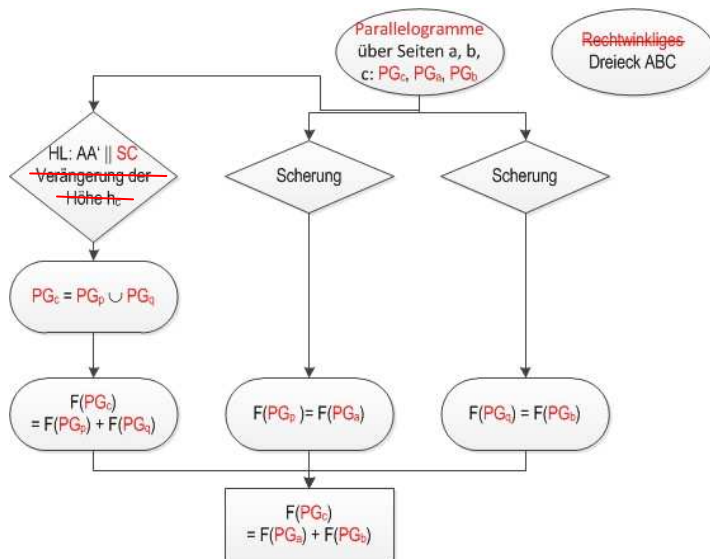 Parallelogramme
über Seiten a, b,
c: PGc, PGa, PGb
Rechtwinkliges
Dreieck ABC
HL: AA' || SC
Verängerung der
Höhe hc
Scherung
Scherung
PGc = PGp ∪ PGq
F(PGc)
= F(PGp) + F(PGq)
F(PGp )= F(PGa)
F(PGq) = F(PGb)
F(PGc)
= F(PGa) + F(PGb)